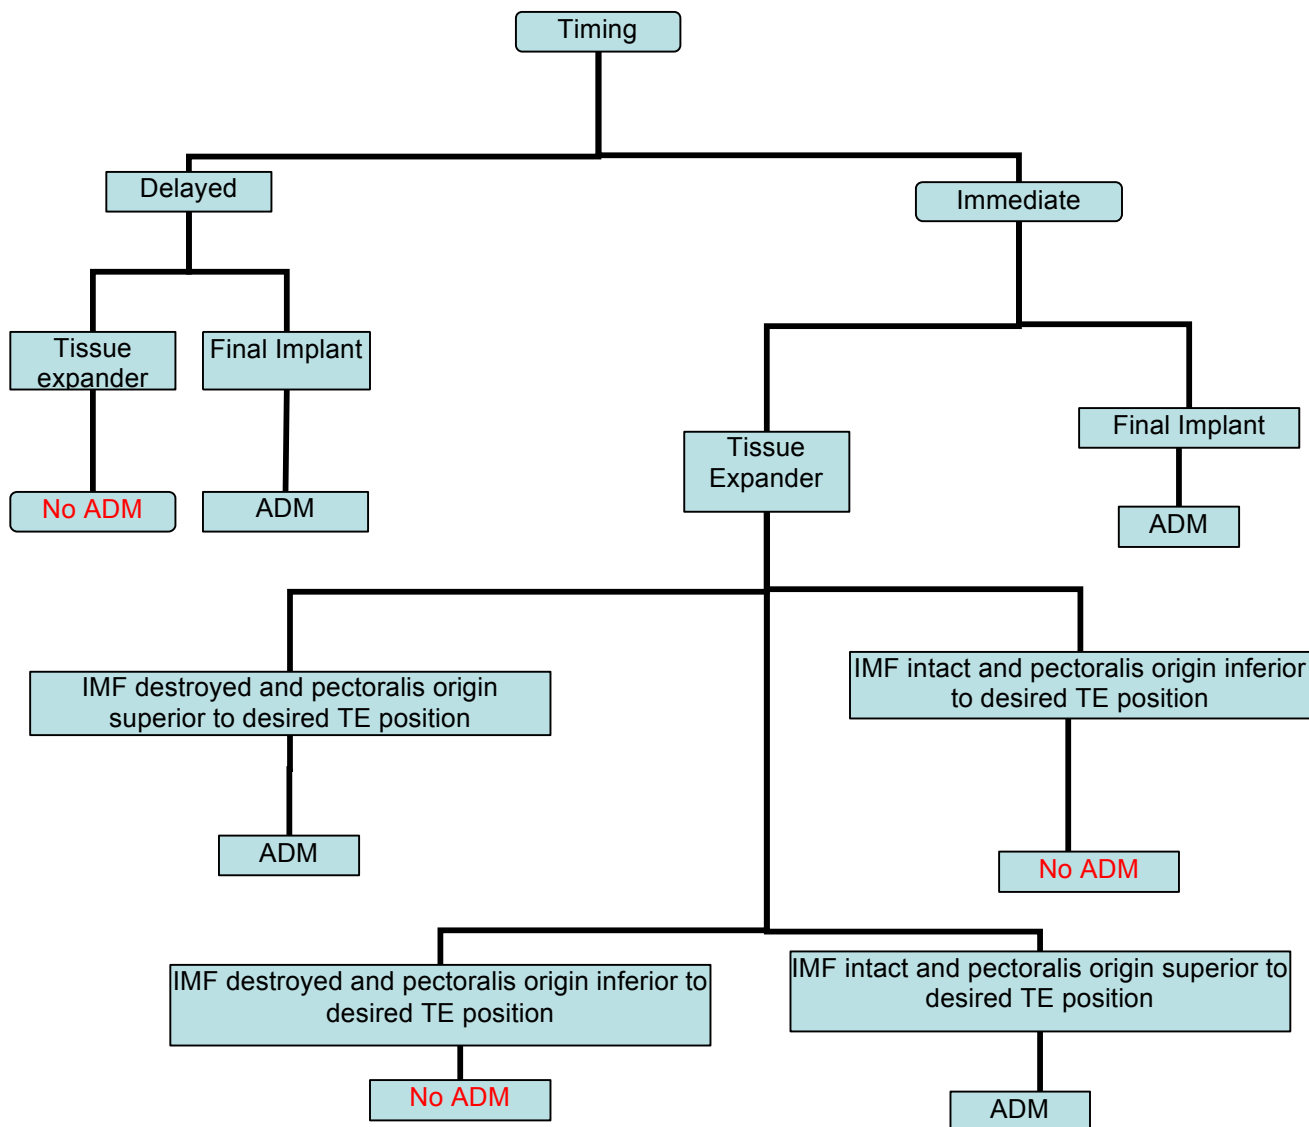 Timing
Delayed
Immediate
Tissue
expander
Final Implant
Tissue
Expander
Final Implant
No ADM
ADM
ADM
IMF destroyed and pectoralis origin
superior to desired TE position
IMF intact and pectoralis origin inferior
to desired TE position
ADM
No ADM
IMF destroyed and pectoralis origin inferior to
desired TE position
IMF intact and pectoralis origin superior to
desired TE position
No ADM
ADM